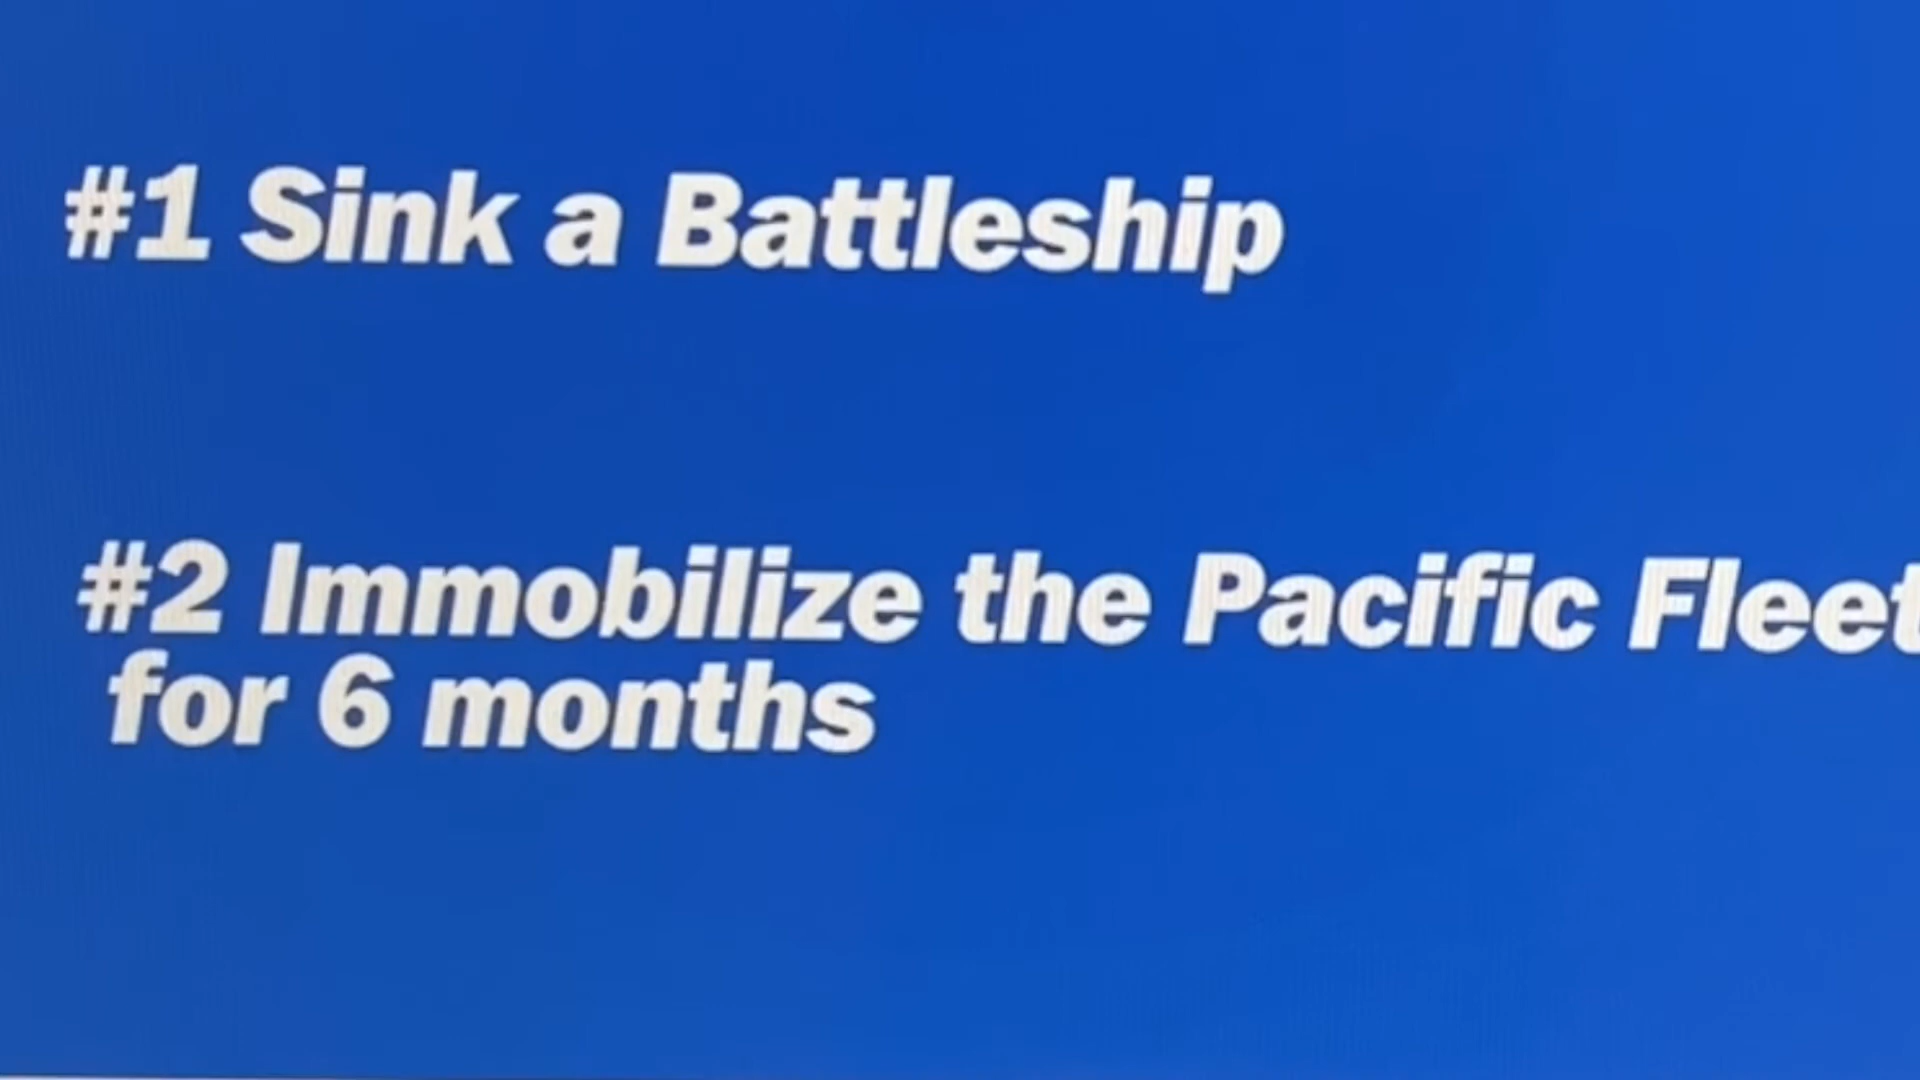 #1 Sink a Battleship
#2 Immobilize the Pacific Fleet
for 6 months